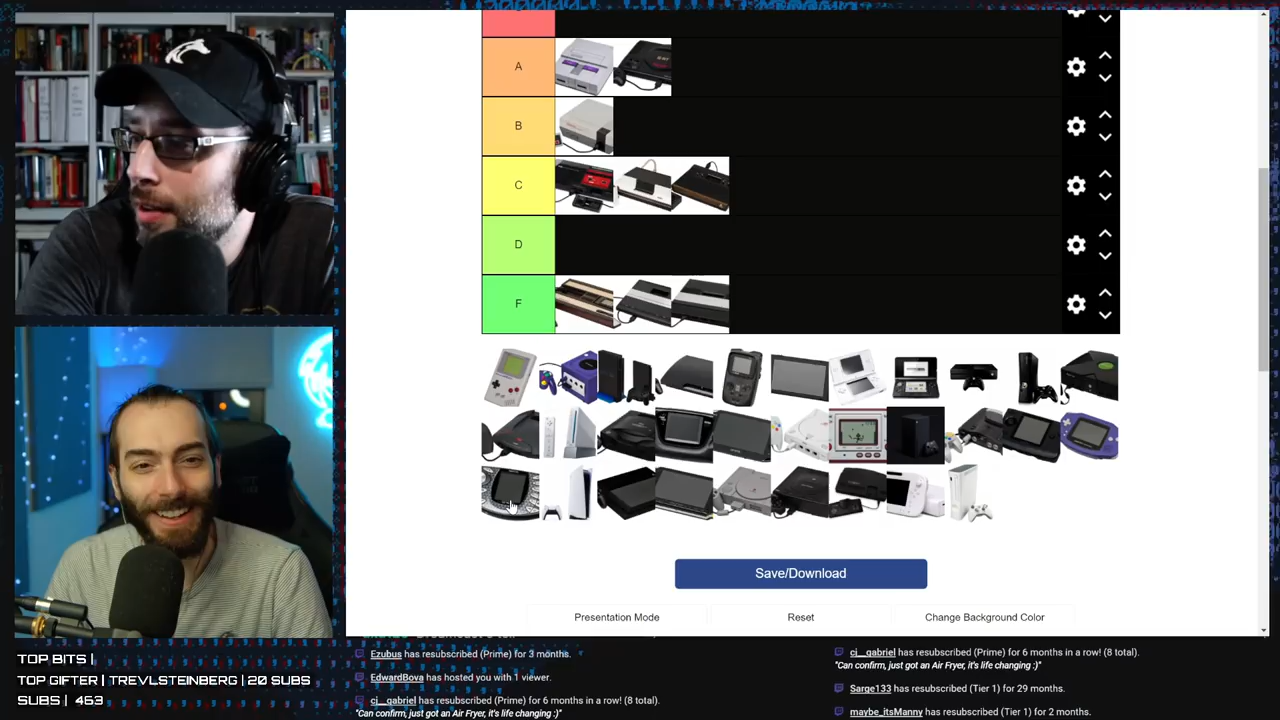 A
B
C
D
F
Save/Download
Presentation Mode
Reset
Change Background Color
TOP BITS |
TOP GIFTER | TREVLSTEINBERG | 20 SUBS
SUBS | 463
Ezubus has resubscribed (Prime) for 3 months.
EdwardBova has hosted you with 1 viewer.
cj__gabriel has resubscribed (Prime) for 6 months in a row! (8 total).
"Can confirm, just got an Air Fryer, it's life changing :)"
cj__gabriel has resubscribed (Prime) for 6 months in a row! (8 total).
"Can confirm, just got an Air Fryer, it's life changing :)"
Sarge133 has resubscribed (Tier 1) for 29 months.
maybe_itsManny has resubscribed (Tier 1) for 2 months.